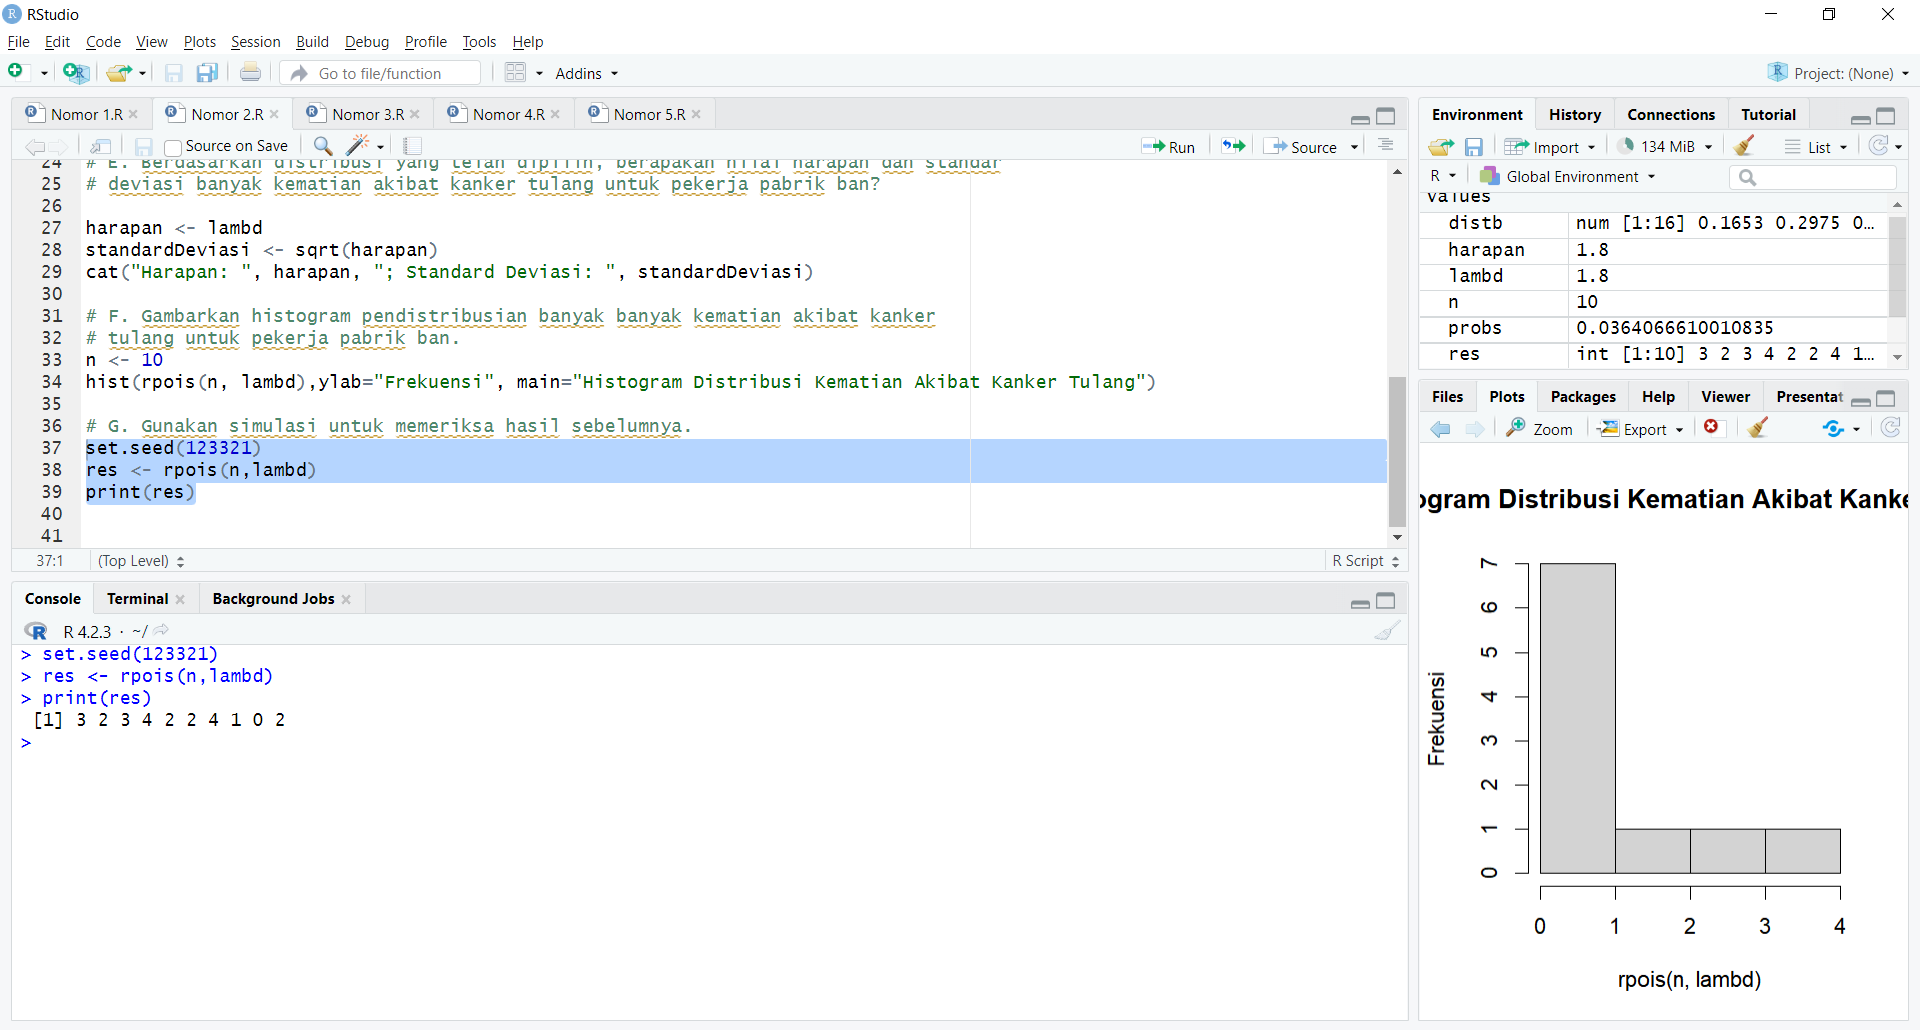 RStudio
File Edit Code View Plots Session Build Debug Profile Tools Help
Go to file/function Addins Project: (None)
Nomor 1.R Nomor 2.R Nomor 3.R Nomor 4.R Nomor 5.R
Source on Save Run Source
24 # E. Berdasarkan distribusi yang telah dipilih, berapakah nilai harapan dan standar
25 # deviasi banyak kematian akibat kanker tulang untuk pekerja pabrik ban?
26
27 harapan <- lambd
28 standardDeviasi <- sqrt(harapan)
29 cat("Harapan: ", harapan, "; Standard Deviasi: ", standardDeviasi)
30
31 # F. Gambarkan histogram pendistribusian banyak banyak kematian akibat kanker
32 # tulang untuk pekerja pabrik ban.
33 n <- 10
34 hist(rpois(n, lambd),ylab="Frekuensi", main="Histogram Distribusi Kematian Akibat Kanker Tulang")
35
36 # G. Gunakan simulasi untuk memeriksa hasil sebelumnya.
37 set.seed(123321)
38 res <- rpois(n,lambd)
39 print(res)
40
41
37:1 (Top Level) R Script
Console Terminal Background Jobs
R 4.2.3 · ~/
> set.seed(123321)
> res <- rpois(n,lambd)
> print(res)
[1] 3 2 3 4 2 2 4 1 0 2
>
Environment History Connections Tutorial
Import 134 MiB List
R Global Environment
Values
distb num [1:16] 0.1653 0.2975 0…
harapan 1.8
lambd 1.8
n 10
probs 0.0364066610010835
res int [1:10] 3 2 3 4 2 2 4 1…
Files Plots Packages Help Viewer Presentat
Zoom Export
ogram Distribusi Kematian Akibat Kanke
Frekuensi
7
6
5
4
3
2
1
0
0 1 2 3 4
rpois(n, lambd)